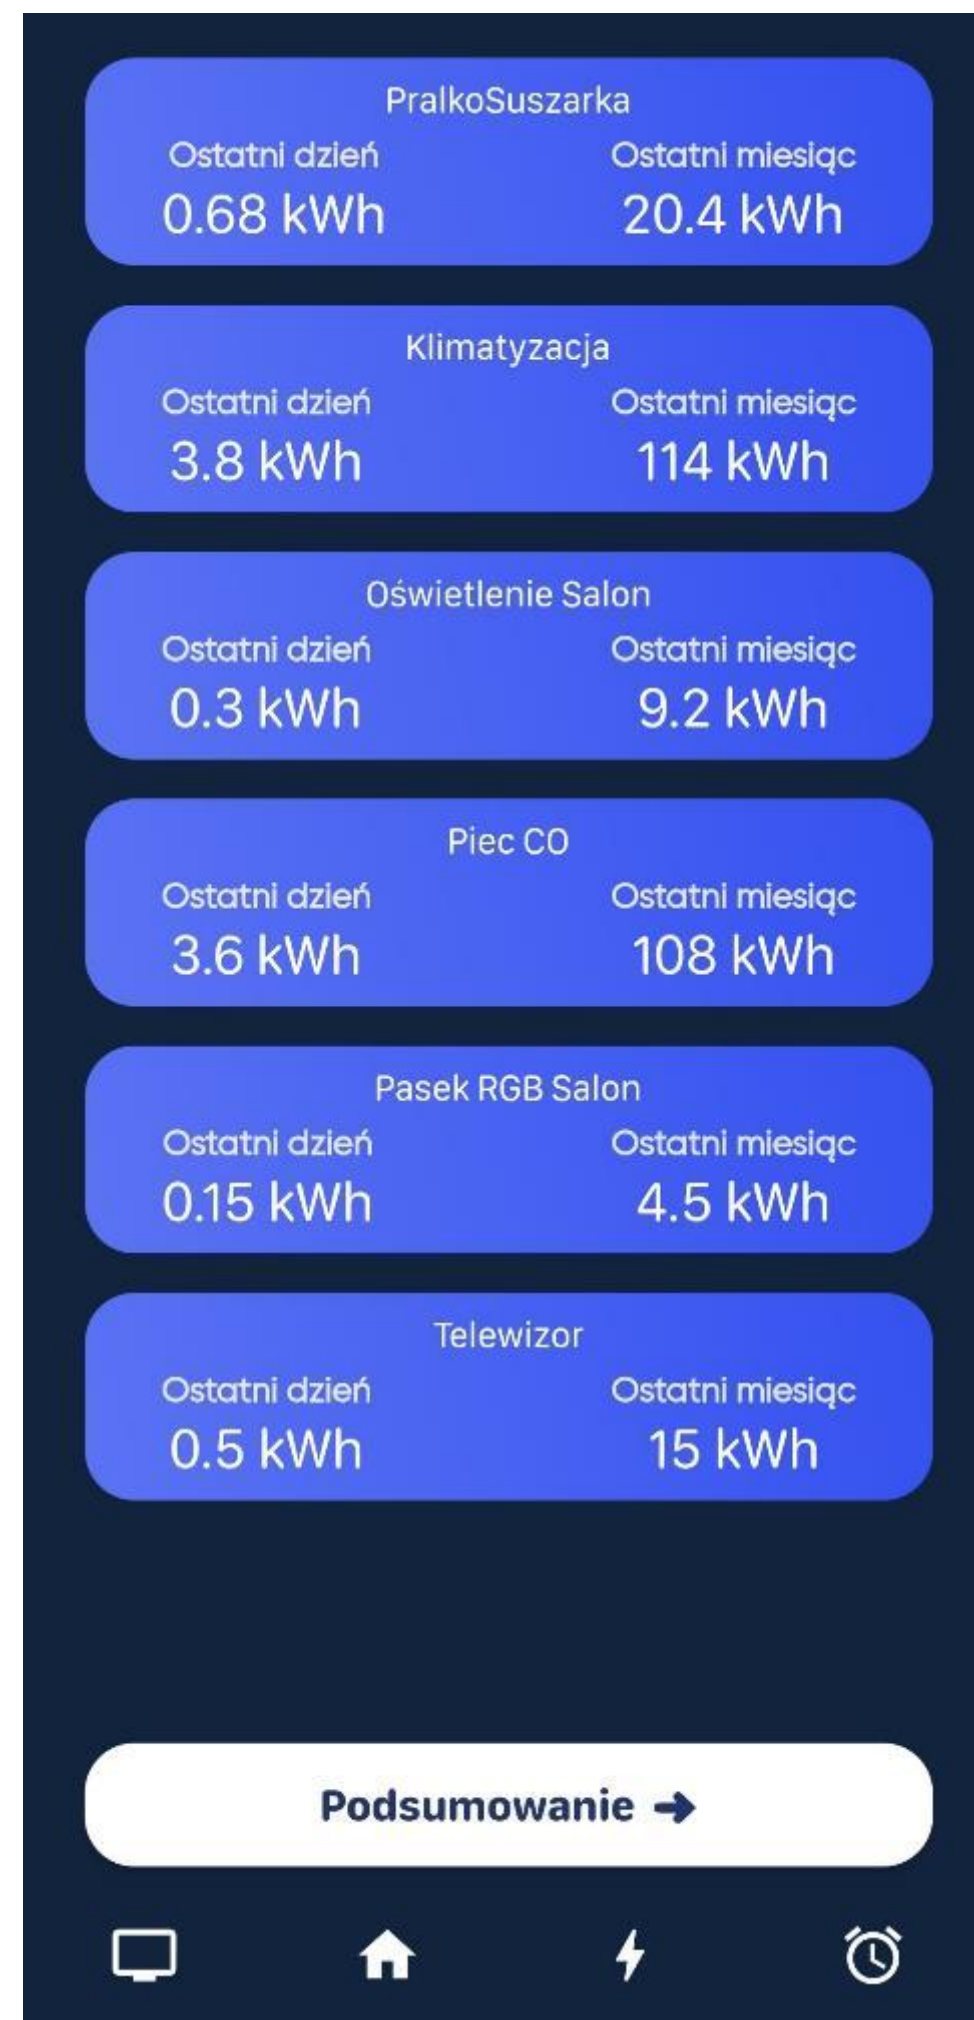 PralkoSuszarka
Ostatni dzień Ostatni miesiąc
0.68 kWh 20.4 kWh
Klimatyzacja
Ostatni dzień Ostatni miesiąc
3.8 kWh 114 kWh
Oświetlenie Salon
Ostatni dzień Ostatni miesiąc
0.3 kWh 9.2 kWh
Piec CO
Ostatni dzień Ostatni miesiąc
3.6 kWh 108 kWh
Pasek RGB Salon
Ostatni dzień Ostatni miesiąc
0.15 kWh 4.5 kWh
Telewizor
Ostatni dzień Ostatni miesiąc
0.5 kWh 15 kWh
Podsumowanie →